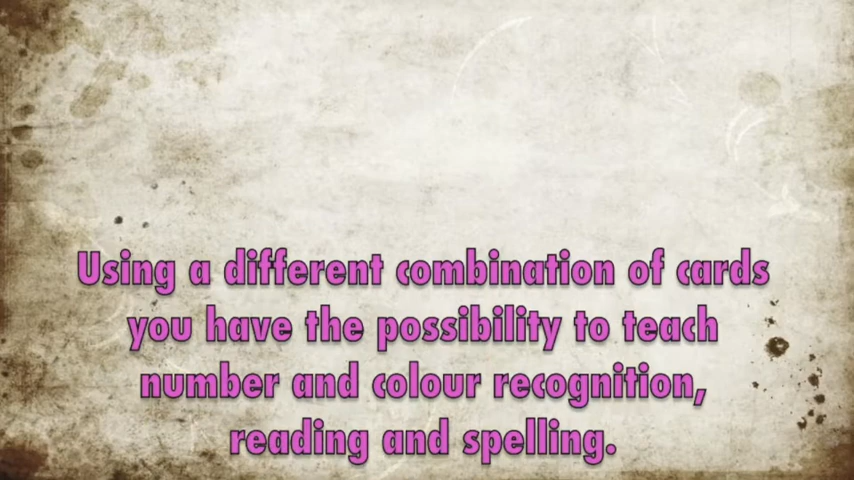 Using a different combination of cards
you have the possibility to teach
number and colour recognition,
reading and spelling.